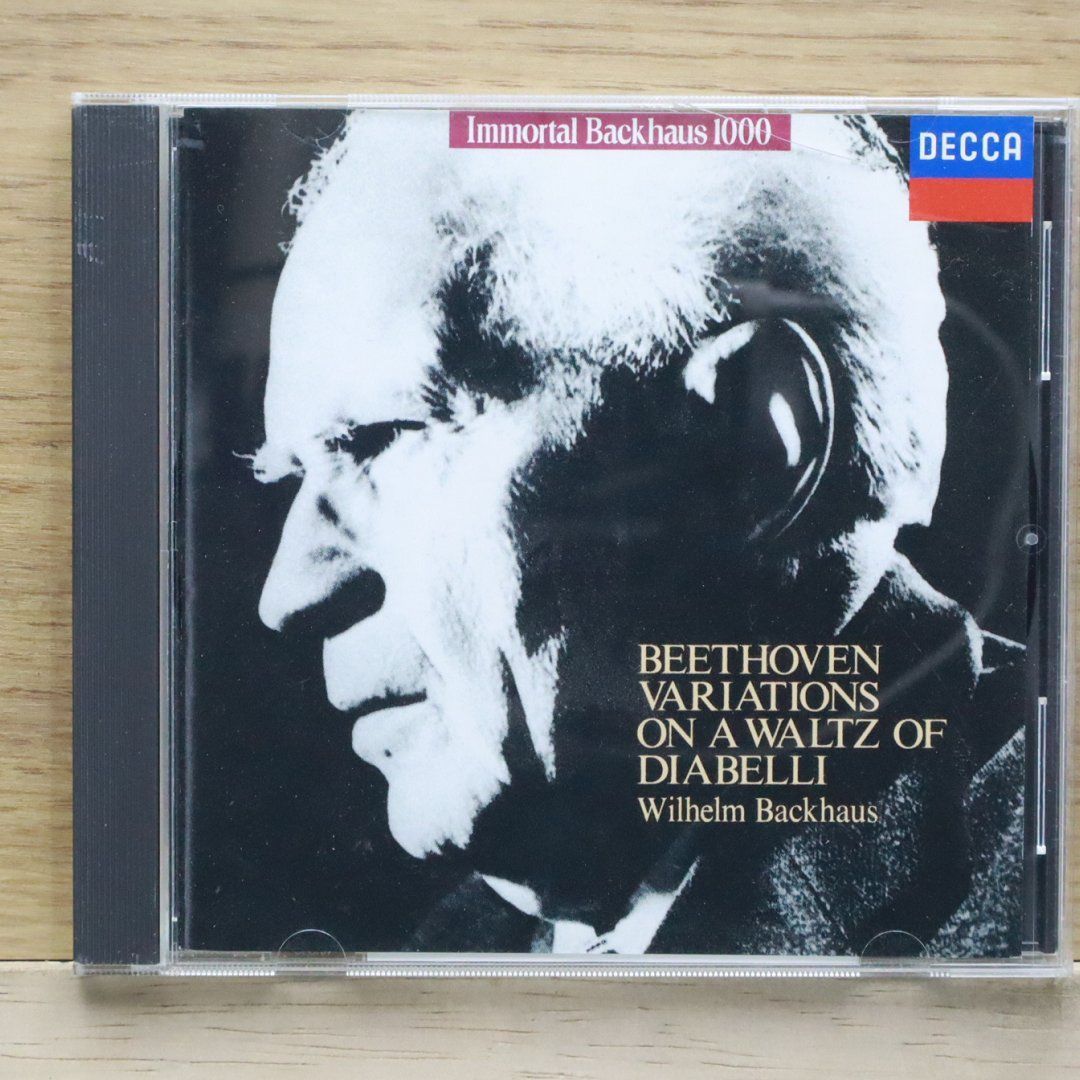 Immortal Backhaus 1000
DECCA
BEETHOVEN
VARIATIONS
ON A WALTZ OF
DIABELLI
Wilhelm Backhaus